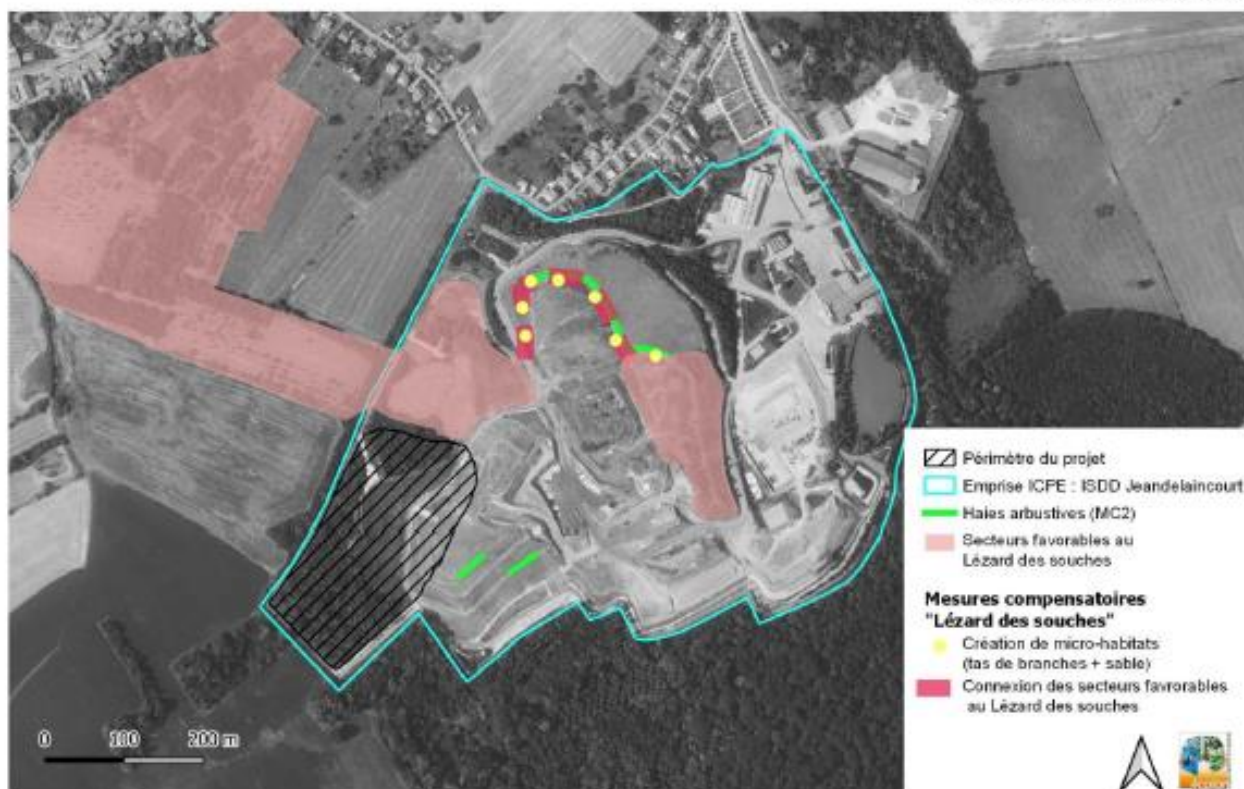 Périmètre du projet
Emprise ICPE : ISDD Jeandelaincourt
Haies arbustives (MC2)
Secteurs favorables au
Lézard des souches
Mesures compensatoires
"Lézard des souches"
Création de micro-habitats
(tas de branches + sable)
Connexion des secteurs favrorables
au Lézard des souches
0 100 200 m